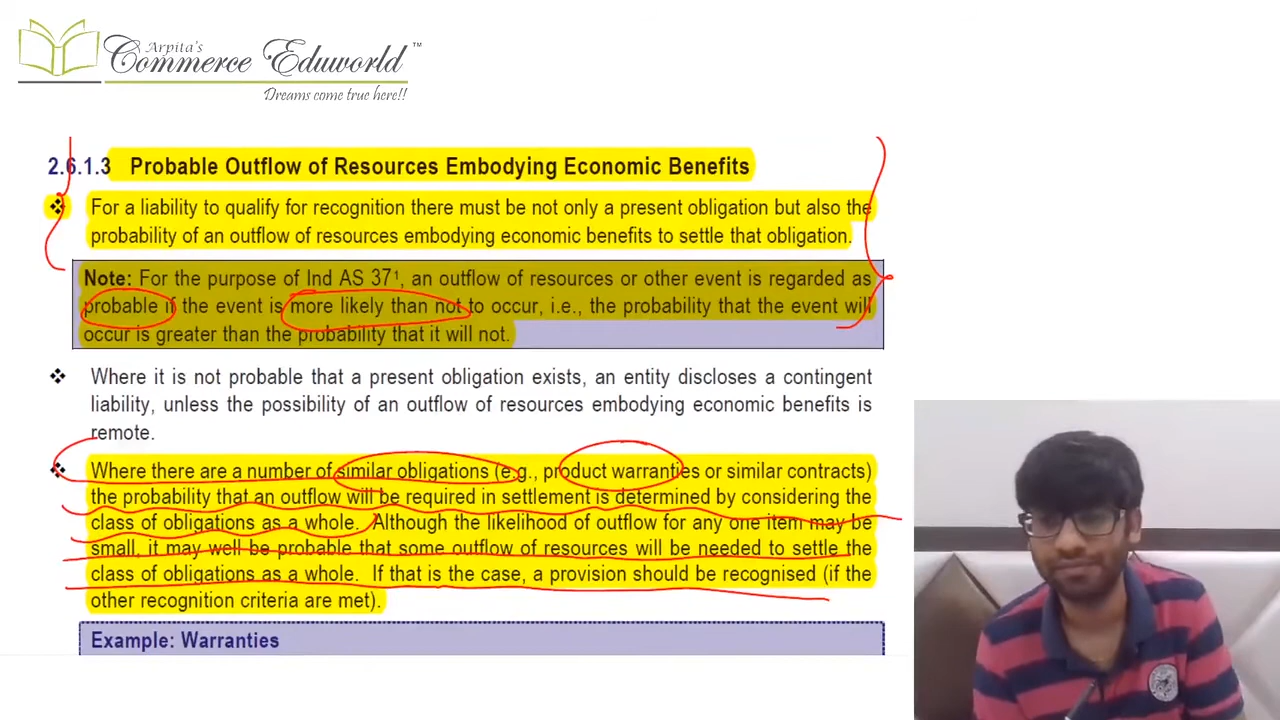 Arpita's
Commerce Eduworld™
Dreams come true here!!
2.6.1.3 Probable Outflow of Resources Embodying Economic Benefits
❖ For a liability to qualify for recognition there must be not only a present obligation but also the
probability of an outflow of resources embodying economic benefits to settle that obligation.
Note: For the purpose of Ind AS 37¹, an outflow of resources or other event is regarded as
probable if the event is more likely than not to occur, i.e., the probability that the event will
occur is greater than the probability that it will not.
❖ Where it is not probable that a present obligation exists, an entity discloses a contingent
liability, unless the possibility of an outflow of resources embodying economic benefits is
remote.
❖ Where there are a number of similar obligations (e.g., product warranties or similar contracts)
the probability that an outflow will be required in settlement is determined by considering the
class of obligations as a whole. Although the likelihood of outflow for any one item may be
small, it may well be probable that some outflow of resources will be needed to settle the
class of obligations as a whole. If that is the case, a provision should be recognised (if the
other recognition criteria are met).
Example: Warranties